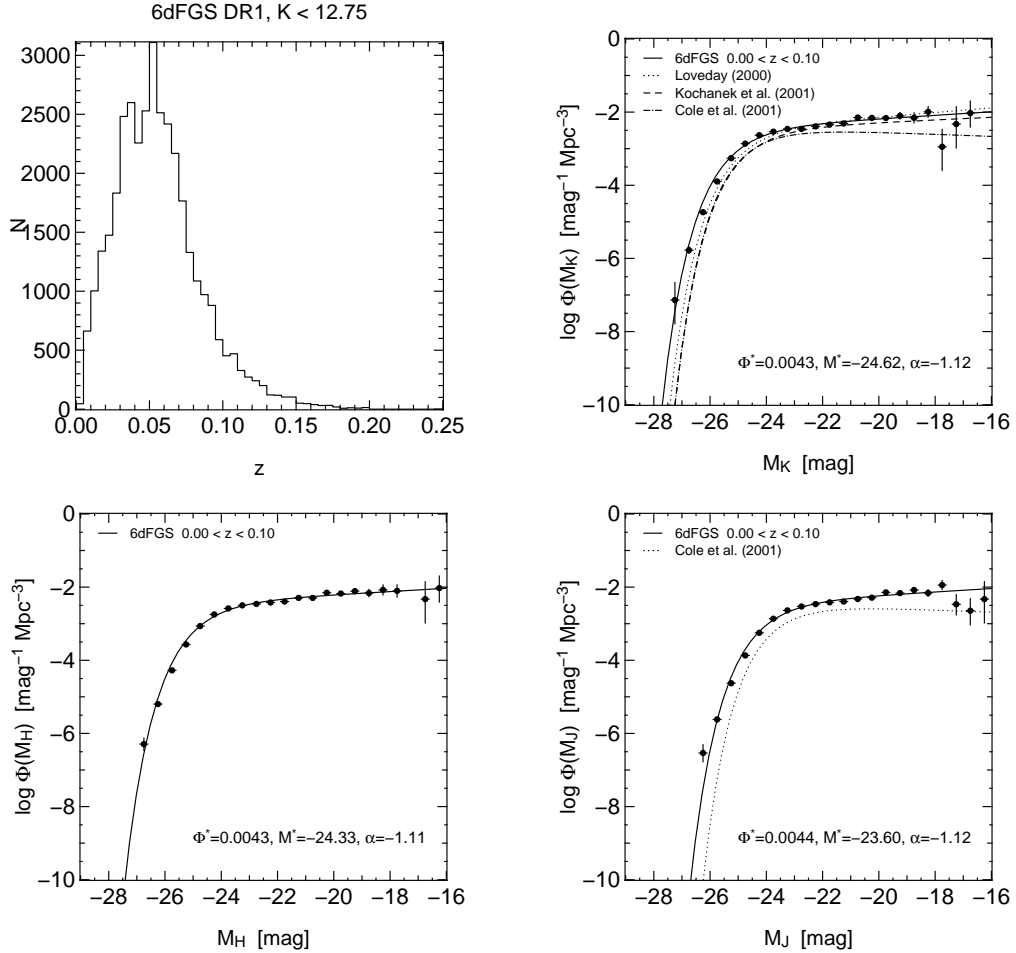 6dFGS DR1, K < 12.75
3000
2500
2000
1500
1000
500
0
N
0.00 0.05 0.10 0.15 0.20 0.25
z
0
−2
−4
−6
−8
−10
log Φ(M_K) [mag⁻¹ Mpc⁻³]
6dFGS 0.00 < z < 0.10
Loveday (2000)
Kochanek et al. (2001)
Cole et al. (2001)
Φ*=0.0043, M*=−24.62, α=−1.12
−28 −26 −24 −22 −20 −18 −16
M_K [mag]
0
−2
−4
−6
−8
−10
log Φ(M_H) [mag⁻¹ Mpc⁻³]
6dFGS 0.00 < z < 0.10
Φ*=0.0043, M*=−24.33, α=−1.11
−28 −26 −24 −22 −20 −18 −16
M_H [mag]
0
−2
−4
−6
−8
−10
log Φ(M_J) [mag⁻¹ Mpc⁻³]
6dFGS 0.00 < z < 0.10
Cole et al. (2001)
Φ*=0.0044, M*=−23.60, α=−1.12
−28 −26 −24 −22 −20 −18 −16
M_J [mag]